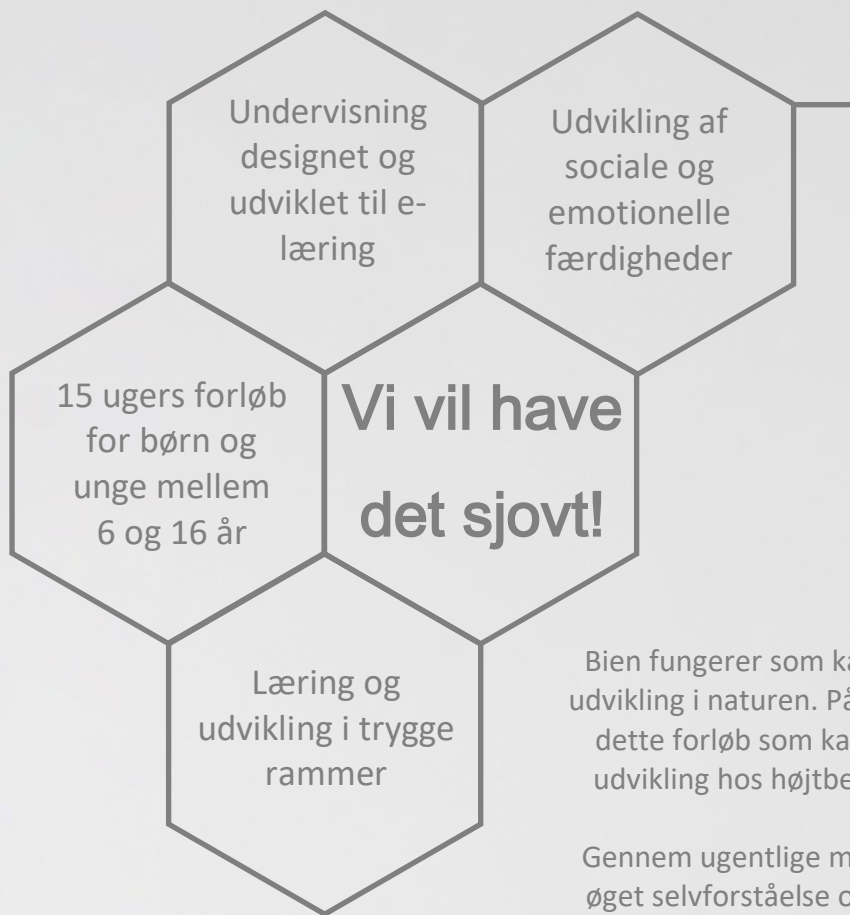 Undervisning
designet og
udviklet til e-
læring
Udvikling af
sociale og
emotionelle
færdigheder
15 ugers forløb
for børn og
unge mellem
6 og 16 år
Vi vil have
det sjovt!
Læring og
udvikling i trygge
rammer
Bien fungerer som ka
udvikling i naturen. På
dette forløb som ka
udvikling hos højtbe
Gennem ugentlige m
øget selvforståelse o